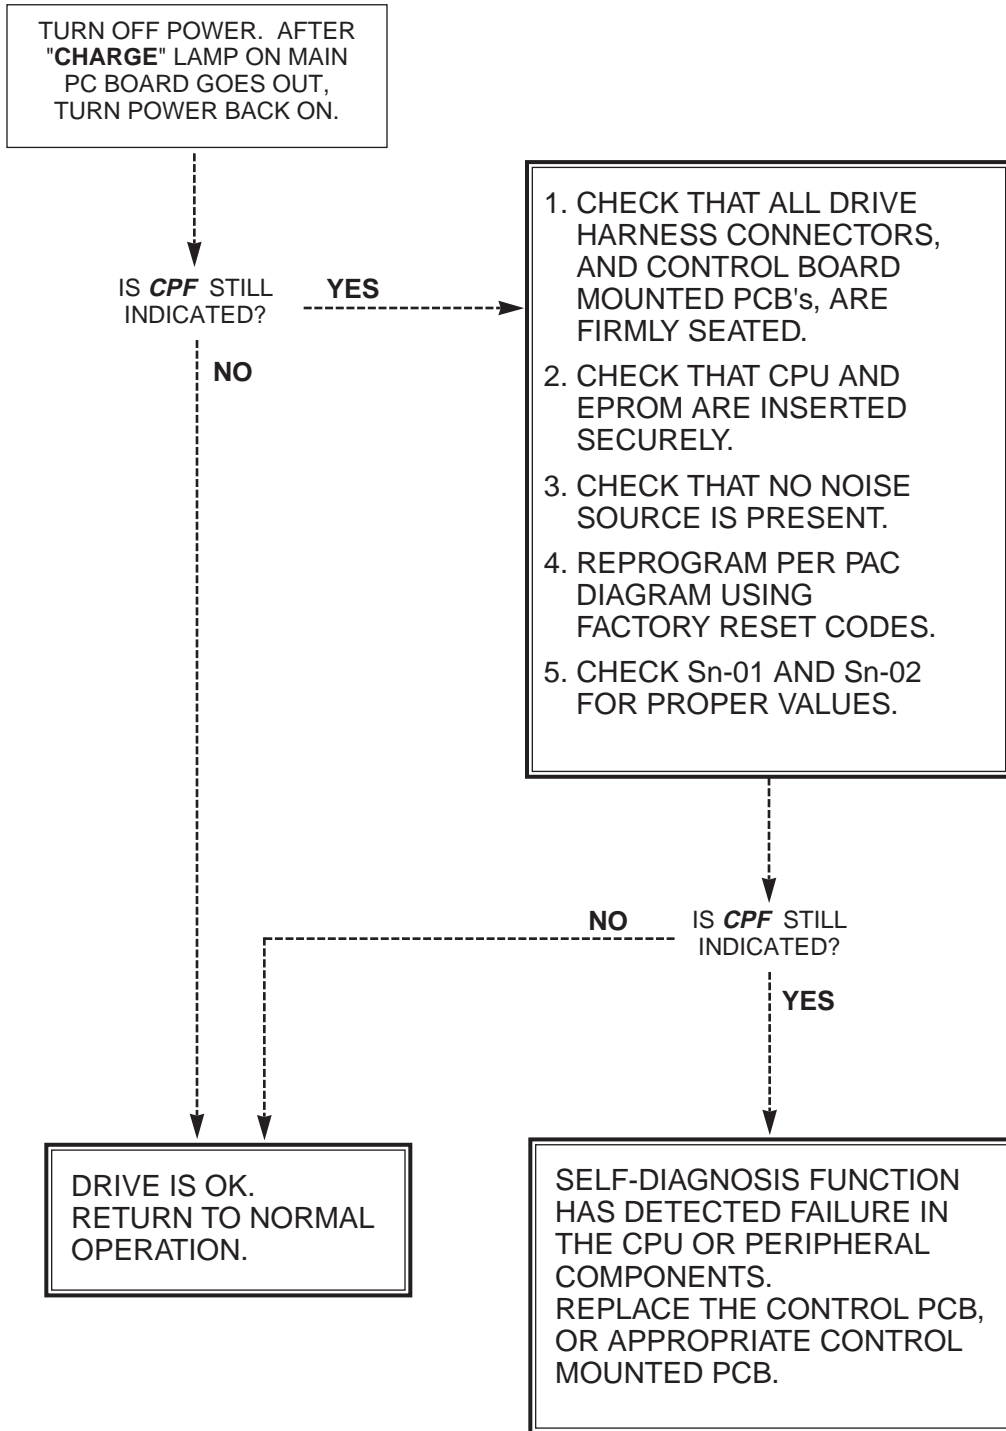 TURN OFF POWER. AFTER
"CHARGE" LAMP ON MAIN
PC BOARD GOES OUT,
TURN POWER BACK ON.
IS CPF STILL
INDICATED?
YES
NO
1. CHECK THAT ALL DRIVE
HARNESS CONNECTORS,
AND CONTROL BOARD
MOUNTED PCB's, ARE
FIRMLY SEATED.
2. CHECK THAT CPU AND
EPROM ARE INSERTED
SECURELY.
3. CHECK THAT NO NOISE
SOURCE IS PRESENT.
4. REPROGRAM PER PAC
DIAGRAM USING
FACTORY RESET CODES.
5. CHECK Sn-01 AND Sn-02
FOR PROPER VALUES.
NO
IS CPF STILL
INDICATED?
YES
DRIVE IS OK.
RETURN TO NORMAL
OPERATION.
SELF-DIAGNOSIS FUNCTION
HAS DETECTED FAILURE IN
THE CPU OR PERIPHERAL
COMPONENTS.
REPLACE THE CONTROL PCB,
OR APPROPRIATE CONTROL
MOUNTED PCB.